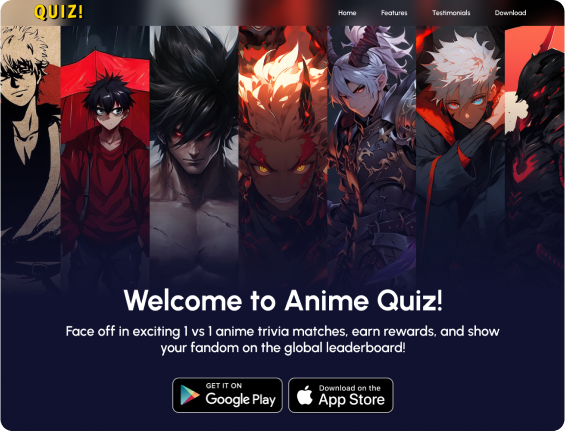 QUIZ!
Home Features Testimonials Download
Welcome to Anime Quiz!
Face off in exciting 1 vs 1 anime trivia matches, earn rewards, and show
your fandom on the global leaderboard!
GET IT ON
Google Play
Download on the
App Store